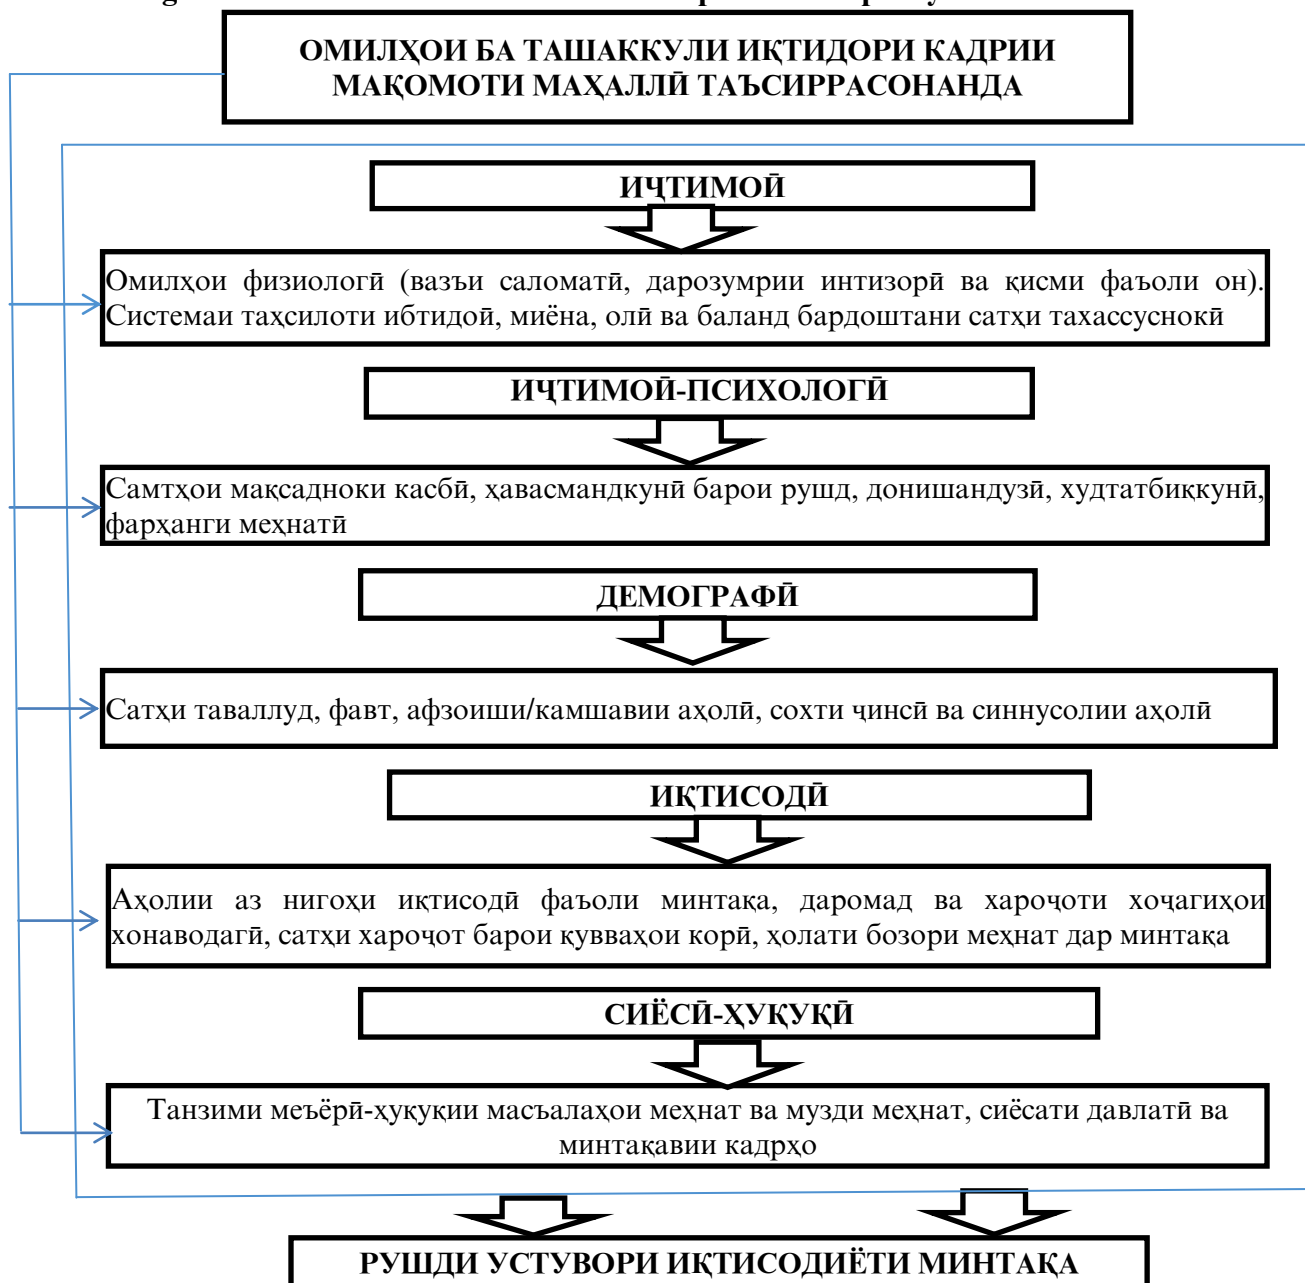 ОМИЛҲОИ БА ТАШАККУЛИ ИҚТИДОРИ КАДРИИ
МАҚОМОТИ МАҲАЛЛӢ ТАЪСИРРАСОНАНДА
ИҶТИМОӢ
Омилҳои физиологӣ (вазъи саломатӣ, дарозумрии интизорӣ ва қисми фаъоли он).
Системаи таҳсилоти ибтидоӣ, миёна, олӣ ва баланд бардоштани сатҳи тахассуснокӣ
ИҶТИМОӢ-ПСИХОЛОГӢ
Самтҳои мақсадноки касбӣ, ҳавасмандкунӣ барои рушд, донишандузӣ, худтатбиқкунӣ,
фарҳанги меҳнатӣ
ДЕМОГРАФӢ
Сатҳи таваллуд, фавт, афзоиши/камшавии аҳолӣ, сохти ҷинсӣ ва синнусолии аҳолӣ
ИҚТИСОДӢ
Аҳолии аз нигоҳи иқтисодӣ фаъоли минтақа, даромад ва хароҷоти хоҷагиҳои
хонаводагӣ, сатҳи хароҷот барои қувваҳои корӣ, ҳолати бозори меҳнат дар минтақа
СИЁСӢ-ҲУҚУҚӢ
Танзими меъёрӣ-ҳуқуқии масъалаҳои меҳнат ва музди меҳнат, сиёсати давлатӣ ва
минтақавии кадрҳо
РУШДИ УСТУВОРИ ИҚТИСОДИЁТИ МИНТАҚА